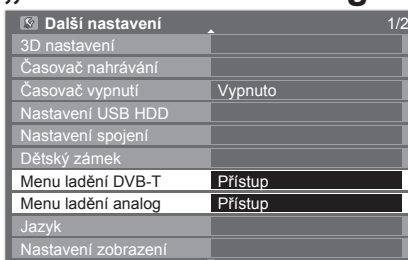 Další nastavení 1/2
3D nastavení
Časovač nahrávání
Časovač vypnutí Vypnuto
Nastavení USB HDD
Nastavení spojení
Dětský zámek
Menu ladění DVB-T Přístup
Menu ladění analog Přístup
Jazyk
Nastavení zobrazení